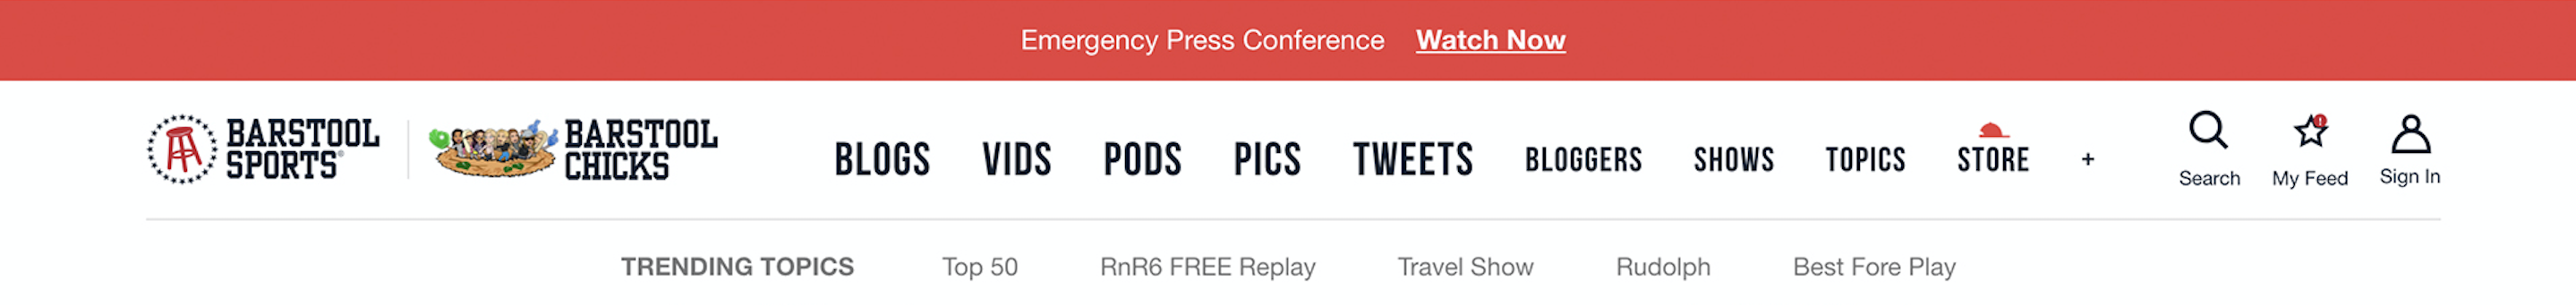 Emergency Press Conference Watch Now
BARSTOOL SPORTS®
BARSTOOL CHICKS
BLOGS VIDS PODS PICS TWEETS BLOGGERS SHOWS TOPICS STORE +
Search My Feed Sign In
TRENDING TOPICS Top 50 RnR6 FREE Replay Travel Show Rudolph Best Fore Play